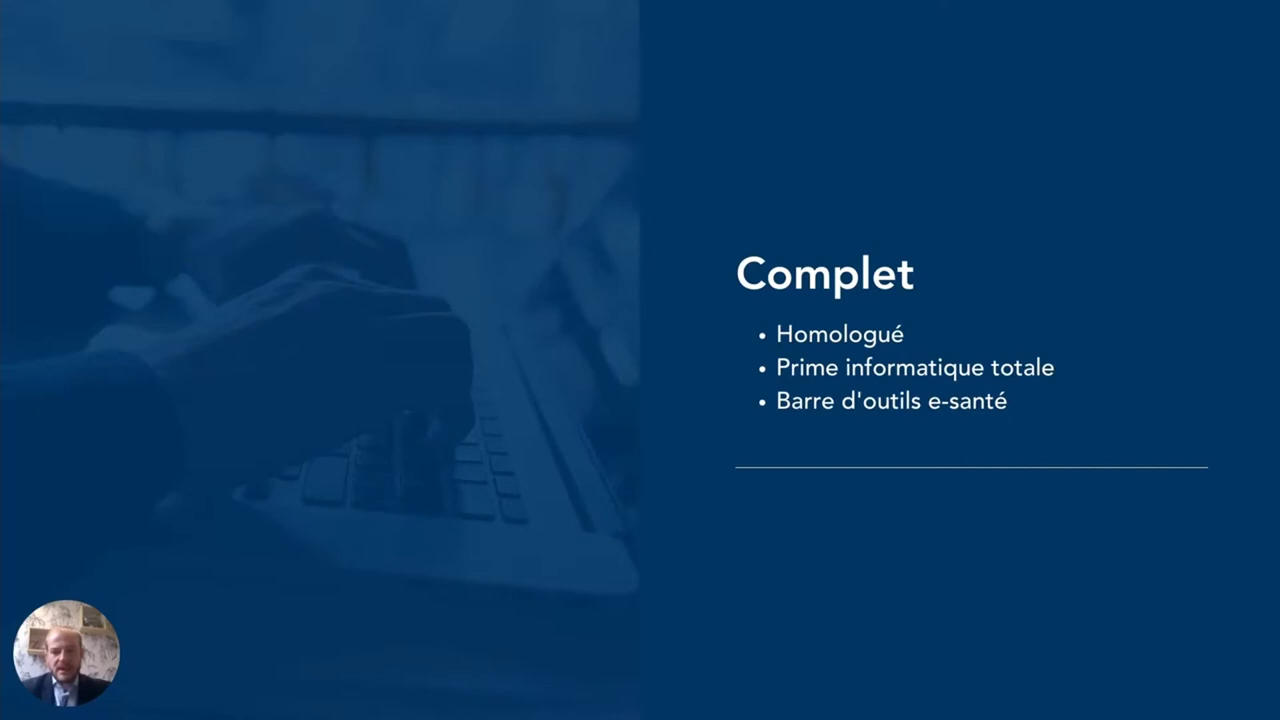 Complet
• Homologué
• Prime informatique totale
• Barre d'outils e-santé